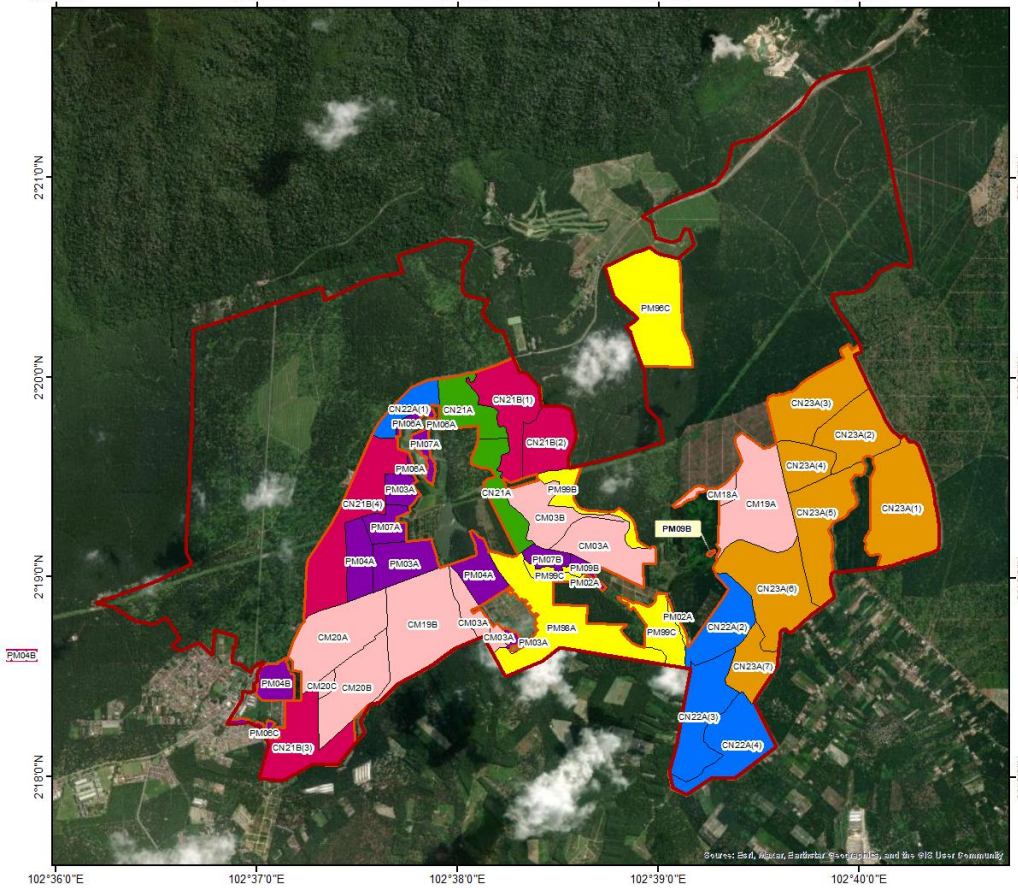 2°21'0"N
PM96C
2°20'0"N
CN23A(3)
CN22A(1)
CN21A
CN21B(1)
PM06A
PM06A
CN21B(2)
CN23A(2)
PM07A
PM06A
CN23A(4)
PM03A
CN21A
PM99B
CM18A
CM19A
CN21B(4)
CN23A(1)
CN23A(5)
CM03B
PM07A
PM09B
CM03A
PM04A
PM03A
PM07B
PM09B
PM04A
PM99C
PM02A
2°19'0"N
CN23A(6)
PM02A
CM20A
CM19B
CM03A
CM03A
PM03A
PM98A
PM99C
CN22A(2)
PM04B
PM04B
CM20C
CM20B
CN23A(7)
CN22A(3)
PM06C
CN21B(3)
CN22A(4)
2°18'0"N
Source: Esri, Maxar, Earthstar Geographics, and the GIS User Community
102°36'0"E
102°37'0"E
102°38'0"E
102°39'0"E
102°40'0"E